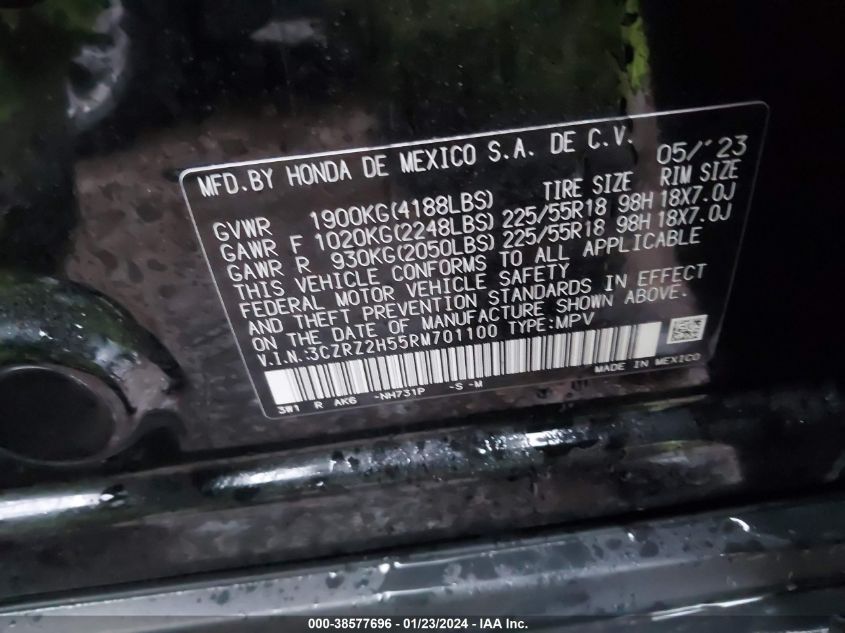 MFD.BY HONDA DE MEXICO S.A. DE C.V. 05/'23
TIRE SIZE RIM SIZE
GVWR 1900KG(4188LBS)
GAWR F 1020KG(2248LBS) 225/55R18 98H 18X7.0J
GAWR R 930KG(2050LBS) 225/55R18 98H 18X7.0J
THIS VEHICLE CONFORMS TO ALL APPLICABLE
FEDERAL MOTOR VEHICLE SAFETY
AND THEFT PREVENTION STANDARDS IN EFFECT
ON THE DATE OF MANUFACTURE SHOWN ABOVE.
V.I.N.:3CZRZ2H55RM701100 TYPE:MPV
MADE IN MEXICO
3W1 R AK6 -NH731P -S -M
000-38577696 - 01/23/2024 - IAA Inc.